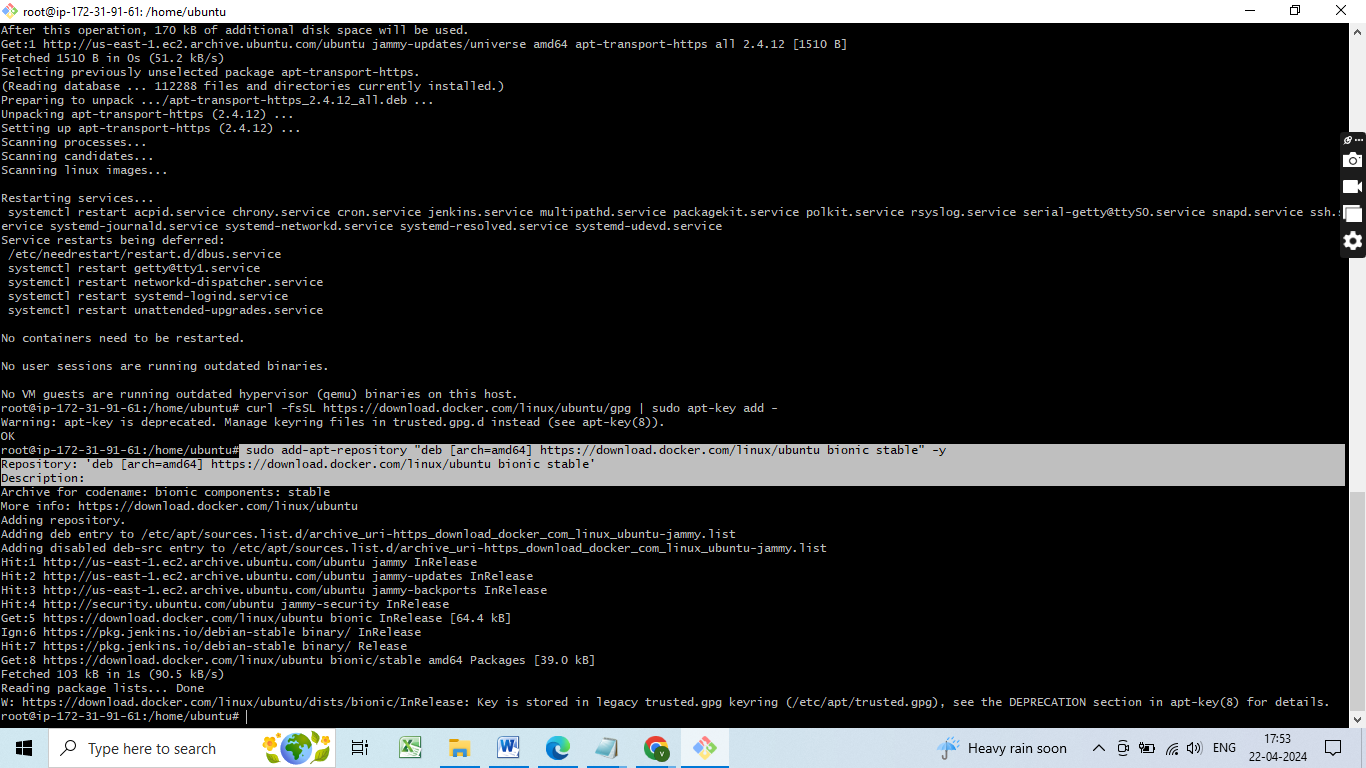 root@ip-172-31-91-61: /home/ubuntu
After this operation, 170 kB of additional disk space will be used.
Get:1 http://us-east-1.ec2.archive.ubuntu.com/ubuntu jammy-updates/universe amd64 apt-transport-https all 2.4.12 [1510 B]
Fetched 1510 B in 0s (51.2 kB/s)
Selecting previously unselected package apt-transport-https.
(Reading database ... 112288 files and directories currently installed.)
Preparing to unpack .../apt-transport-https_2.4.12_all.deb ...
Unpacking apt-transport-https (2.4.12) ...
Setting up apt-transport-https (2.4.12) ...
Scanning processes...
Scanning candidates...
Scanning linux images...
Restarting services...
 systemctl restart acpid.service chrony.service cron.service jenkins.service multipathd.service packagekit.service polkit.service rsyslog.service serial-getty@ttyS0.service snapd.service ssh.s
ervice systemd-journald.service systemd-networkd.service systemd-resolved.service systemd-udevd.service
Service restarts being deferred:
 /etc/needrestart/restart.d/dbus.service
 systemctl restart getty@tty1.service
 systemctl restart networkd-dispatcher.service
 systemctl restart systemd-logind.service
 systemctl restart unattended-upgrades.service
No containers need to be restarted.
No user sessions are running outdated binaries.
No VM guests are running outdated hypervisor (qemu) binaries on this host.
root@ip-172-31-91-61:/home/ubuntu# curl -fsSL https://download.docker.com/linux/ubuntu/gpg | sudo apt-key add -
Warning: apt-key is deprecated. Manage keyring files in trusted.gpg.d instead (see apt-key(8)).
OK
root@ip-172-31-91-61:/home/ubuntu# sudo add-apt-repository "deb [arch=amd64] https://download.docker.com/linux/ubuntu bionic stable" -y
Repository: 'deb [arch=amd64] https://download.docker.com/linux/ubuntu bionic stable'
Description:
Archive for codename: bionic components: stable
More info: https://download.docker.com/linux/ubuntu
Adding repository.
Adding deb entry to /etc/apt/sources.list.d/archive_uri-https_download_docker_com_linux_ubuntu-jammy.list
Adding disabled deb-src entry to /etc/apt/sources.list.d/archive_uri-https_download_docker_com_linux_ubuntu-jammy.list
Hit:1 http://us-east-1.ec2.archive.ubuntu.com/ubuntu jammy InRelease
Hit:2 http://us-east-1.ec2.archive.ubuntu.com/ubuntu jammy-updates InRelease
Hit:3 http://us-east-1.ec2.archive.ubuntu.com/ubuntu jammy-backports InRelease
Hit:4 http://security.ubuntu.com/ubuntu jammy-security InRelease
Get:5 https://download.docker.com/linux/ubuntu bionic InRelease [64.4 kB]
Ign:6 https://pkg.jenkins.io/debian-stable binary/ InRelease
Hit:7 https://pkg.jenkins.io/debian-stable binary/ Release
Get:8 https://download.docker.com/linux/ubuntu bionic/stable amd64 Packages [39.0 kB]
Fetched 103 kB in 1s (90.5 kB/s)
Reading package lists... Done
W: https://download.docker.com/linux/ubuntu/dists/bionic/InRelease: Key is stored in legacy trusted.gpg keyring (/etc/apt/trusted.gpg), see the DEPRECATION section in apt-key(8) for details.
root@ip-172-31-91-61:/home/ubuntu#
Type here to search
Heavy rain soon
ENG
17:53
22-04-2024